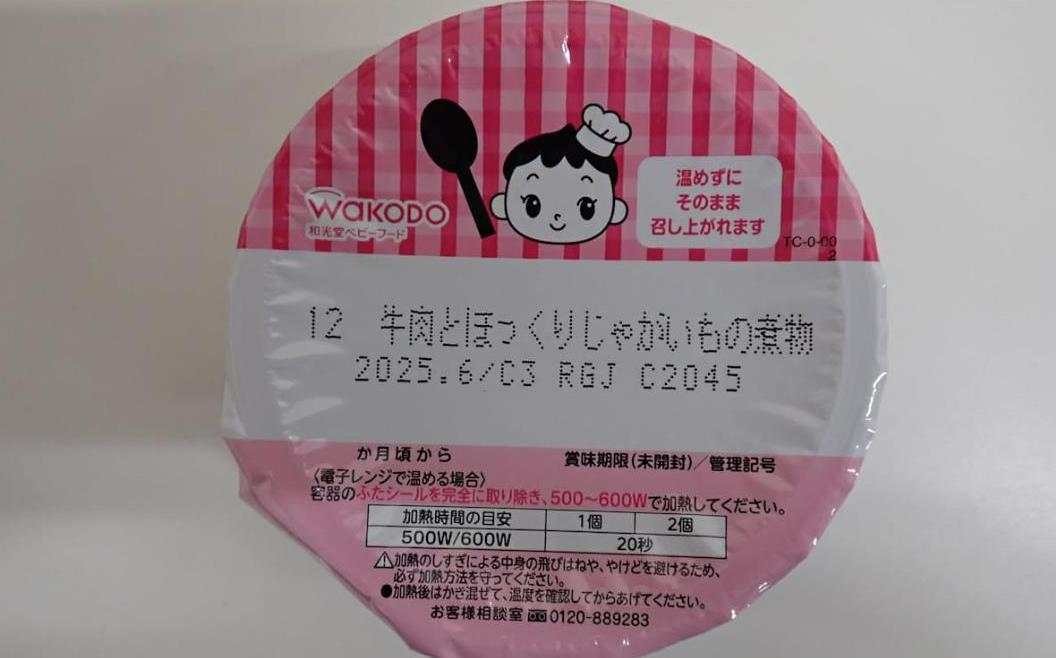 WAKODO
和光堂ベビーフード
温めずに
そのまま
召し上がれます
TC-0-00
2
12 牛肉とほっくりじゃがいもの煮物
2025.6/C3 RGJ C2045
か月頃から 賞味期限(未開封)/管理記号
〈電子レンジで温める場合〉
容器のふたシールを完全に取り除き、500〜600Wで加熱してください。
加熱時間の目安 1個 2個
500W/600W 20秒
⚠加熱のしすぎによる中身の飛びはねや、やけどを避けるため、
必ず加熱方法を守ってください。
●加熱後はかき混ぜて、温度を確認してからあげてください。
お客様相談室 0120-889283